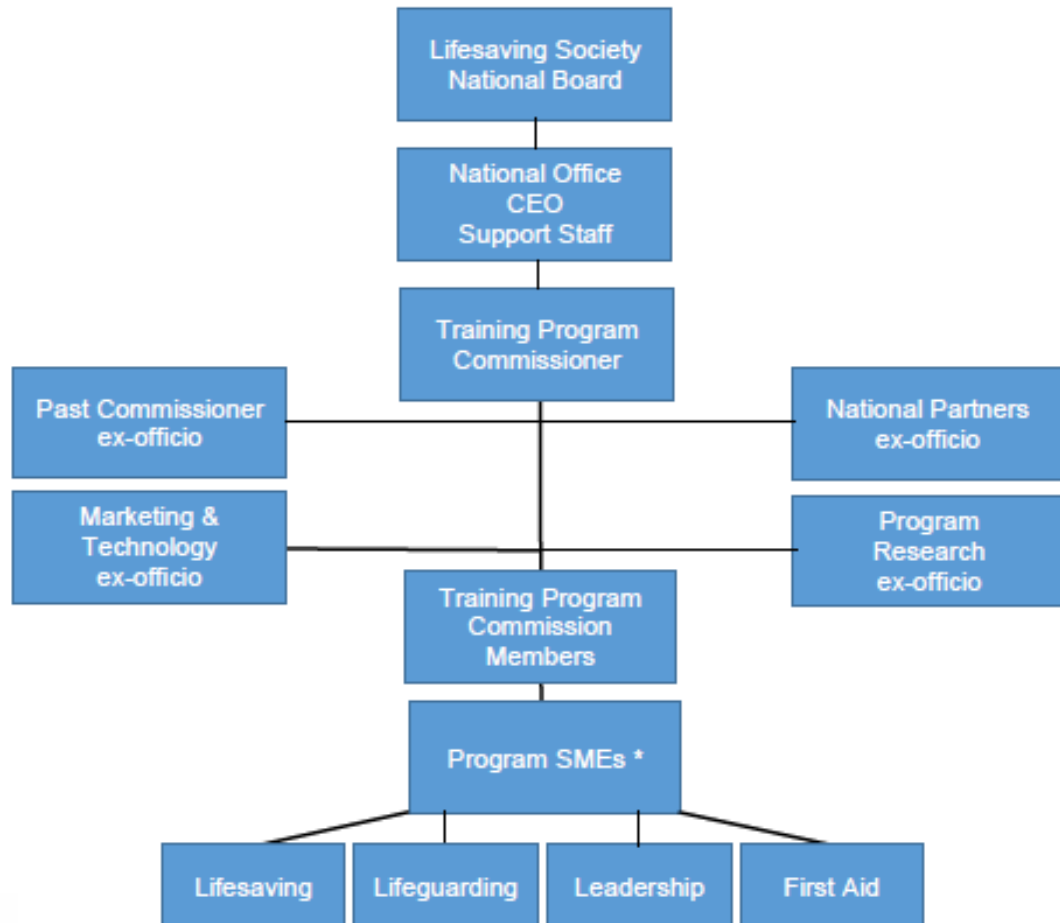 Lifesaving Society
National Board
National Office
CEO
Support Staff
Training Program
Commissioner
Past Commissioner
ex-officio
National Partners
ex-officio
Marketing &
Technology
ex-officio
Program
Research
ex-officio
Training Program
Commission
Members
Program SMEs *
Lifesaving
Lifeguarding
Leadership
First Aid